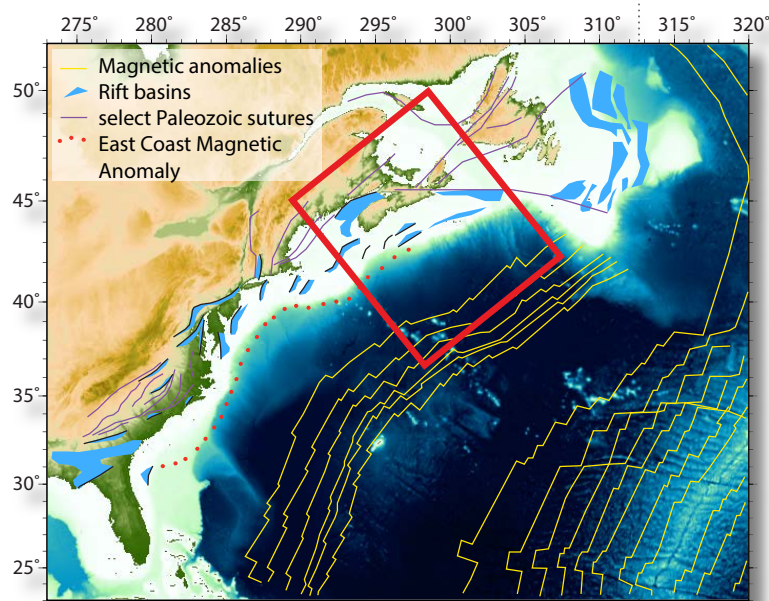 275° 280° 285° 290° 295° 300° 305° 310° 315° 320°
Magnetic anomalies
Rift basins
select Paleozoic sutures
East Coast Magnetic
Anomaly
50°
45°
40°
35°
30°
25°